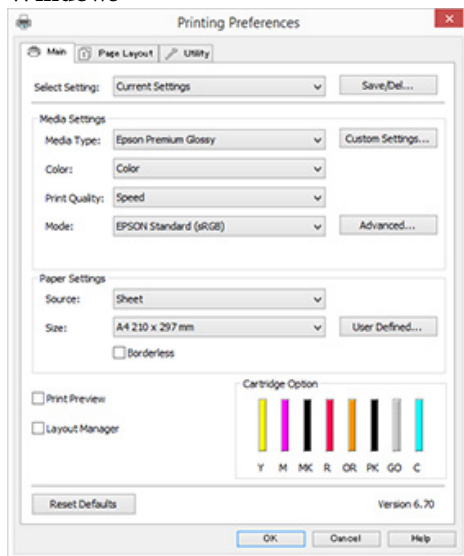 Windows
Printing Preferences
Main Page Layout Utility
Select Setting: Current Settings Save/Del...
Media Settings
Media Type: Epson Premium Glossy Custom Settings...
Color: Color
Print Quality: Speed
Mode: EPSON Standard (sRGB) Advanced...
Paper Settings
Source: Sheet
Size: A4 210 x 297 mm User Defined...
Borderless
Cartridge Option
Print Preview
Layout Manager
Y M MK R OR PK GO C
Reset Defaults Version 6.70
OK Cancel Help